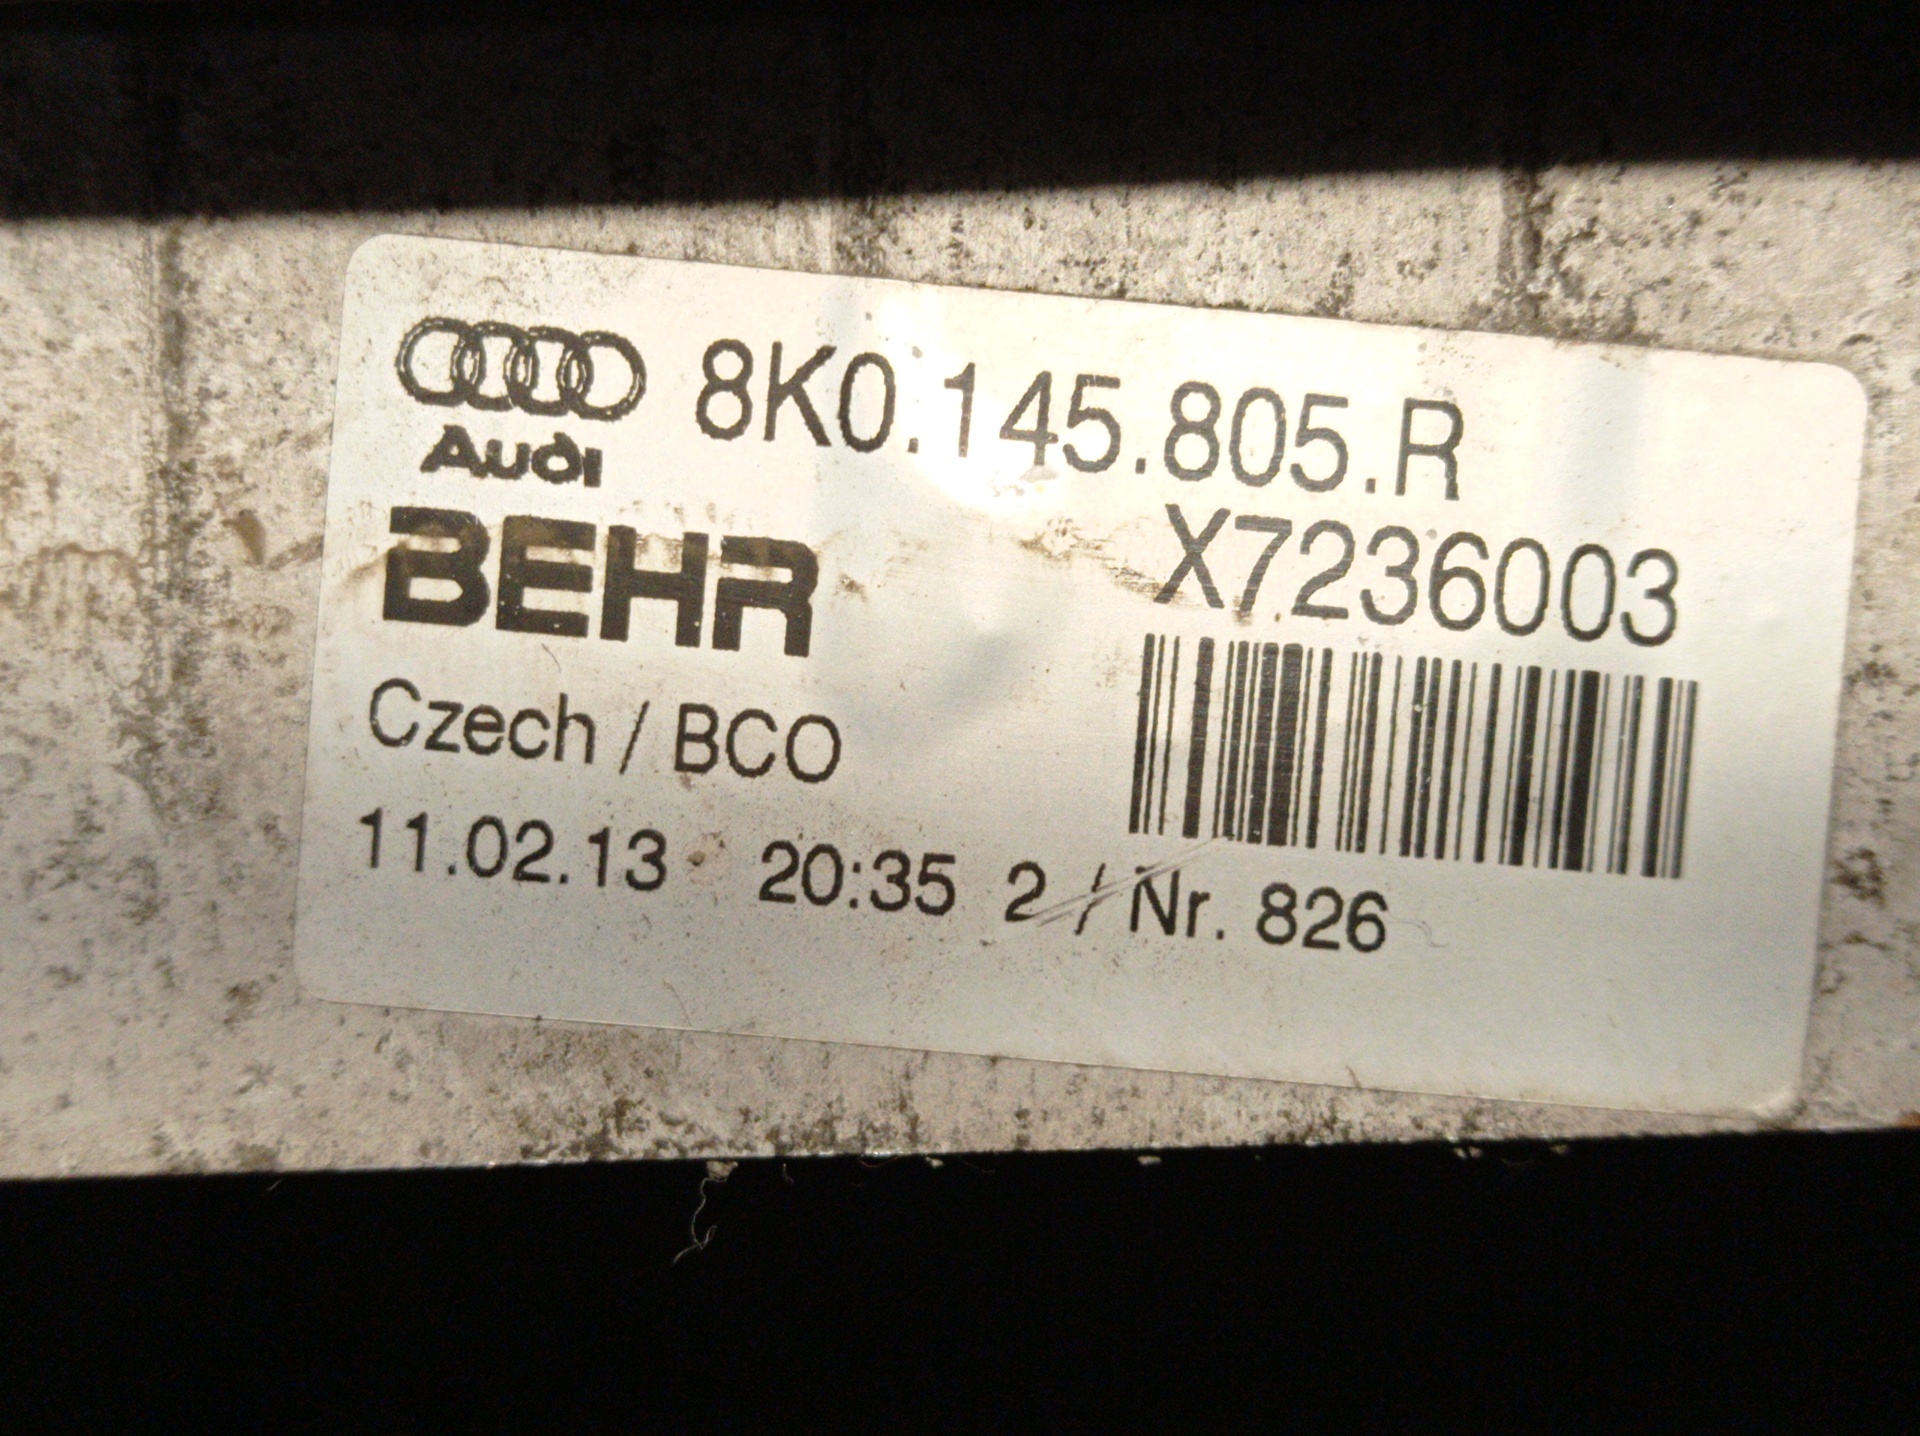 8K0.145.805.R
Audi
BEHR
X7236003
Czech / BCO
11.02.13 20:35 2 / Nr. 826